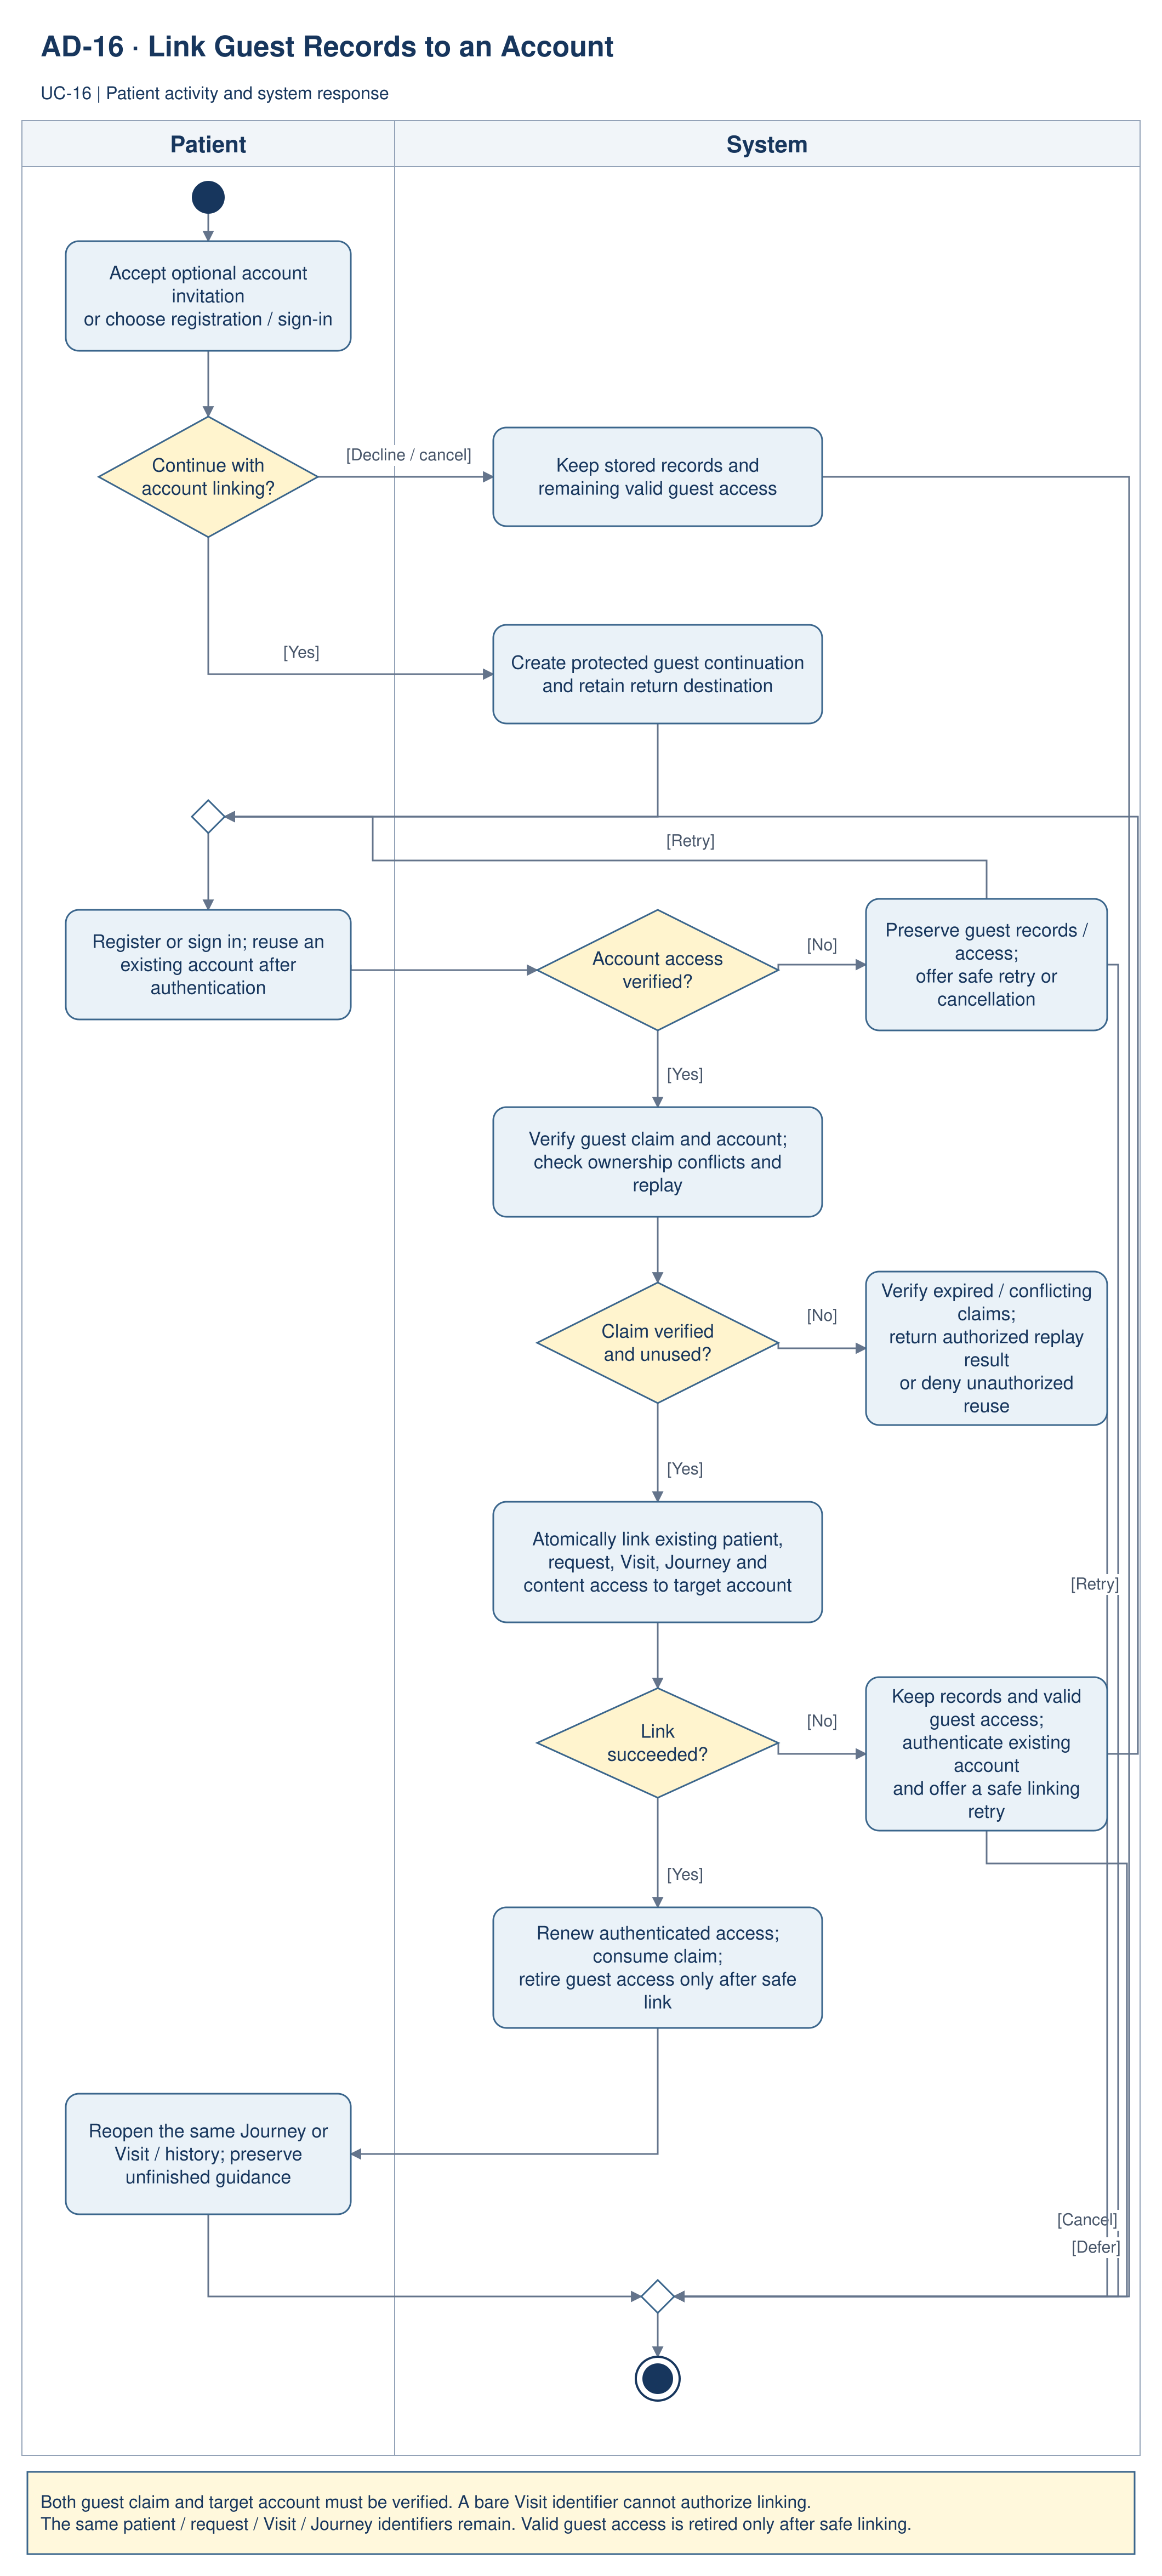 AD-16 · Link Guest Records to an Account
UC-16 | Patient activity and system response
Patient
System
Accept optional account
invitation
or choose registration / sign-in
Continue with
account linking?
[Decline / cancel]
Keep stored records and
remaining valid guest access
[Yes]
Create protected guest continuation
and retain return destination
[Retry]
Register or sign in; reuse an
existing account after
authentication
Account access
verified?
[No]
Preserve guest records /
access;
offer safe retry or
cancellation
[Yes]
Verify guest claim and account;
check ownership conflicts and
replay
Claim verified
and unused?
[No]
Verify expired / conflicting
claims;
return authorized replay
result
or deny unauthorized
reuse
[Yes]
Atomically link existing patient,
request, Visit, Journey and
content access to target account
[Retry]
Link
succeeded?
[No]
Keep records and valid
guest access;
authenticate existing
account
and offer a safe linking
retry
[Yes]
Renew authenticated access;
consume claim;
retire guest access only after safe
link
Reopen the same Journey or
Visit / history; preserve
unfinished guidance
[Cancel]
[Defer]
Both guest claim and target account must be verified. A bare Visit identifier cannot authorize linking.
The same patient / request / Visit / Journey identifiers remain. Valid guest access is retired only after safe linking.